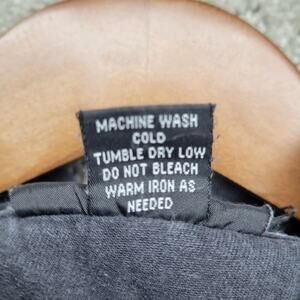 MACHINE WASH
COLD
TUMBLE DRY LOW
DO NOT BLEACH
WARM IRON AS
NEEDED